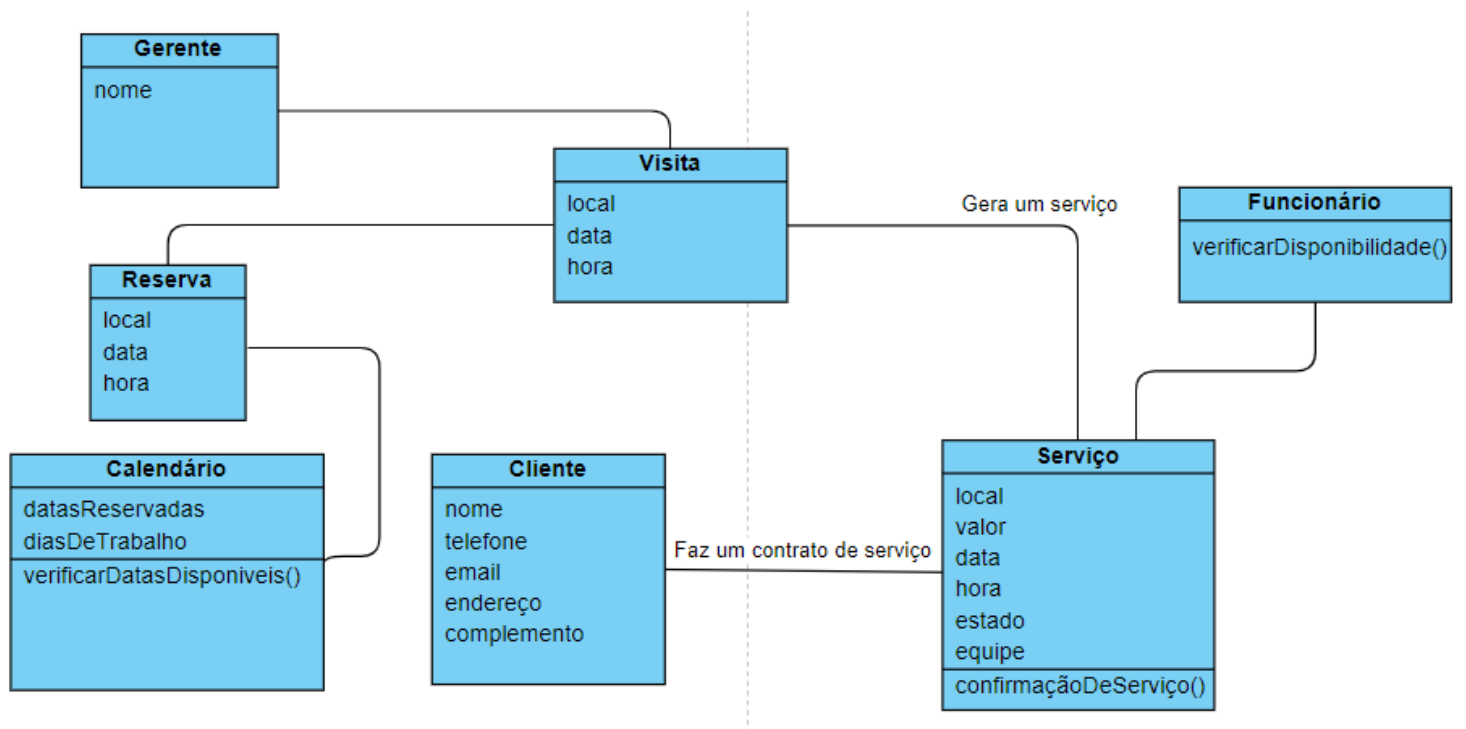 Gerente
nome
Visita
local
data
hora
Gera um serviço
Funcionário
verificarDisponibilidade()
Reserva
local
data
hora
Calendário
datasReservadas
diasDeTrabalho
verificarDatasDisponiveis()
Cliente
nome
telefone
email
endereço
complemento
Faz um contrato de serviço
Serviço
local
valor
data
hora
estado
equipe
confirmaçãoDeServiço()